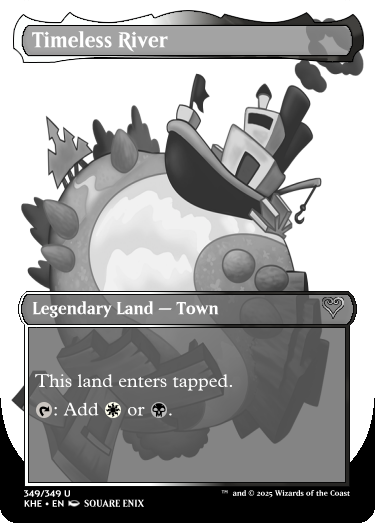 Timeless River
Legendary Land — Town
This land enters tapped.
: Add or .
349/349 U
KHE • EN SQUARE ENIX
™ and © 2025 Wizards of the Coast